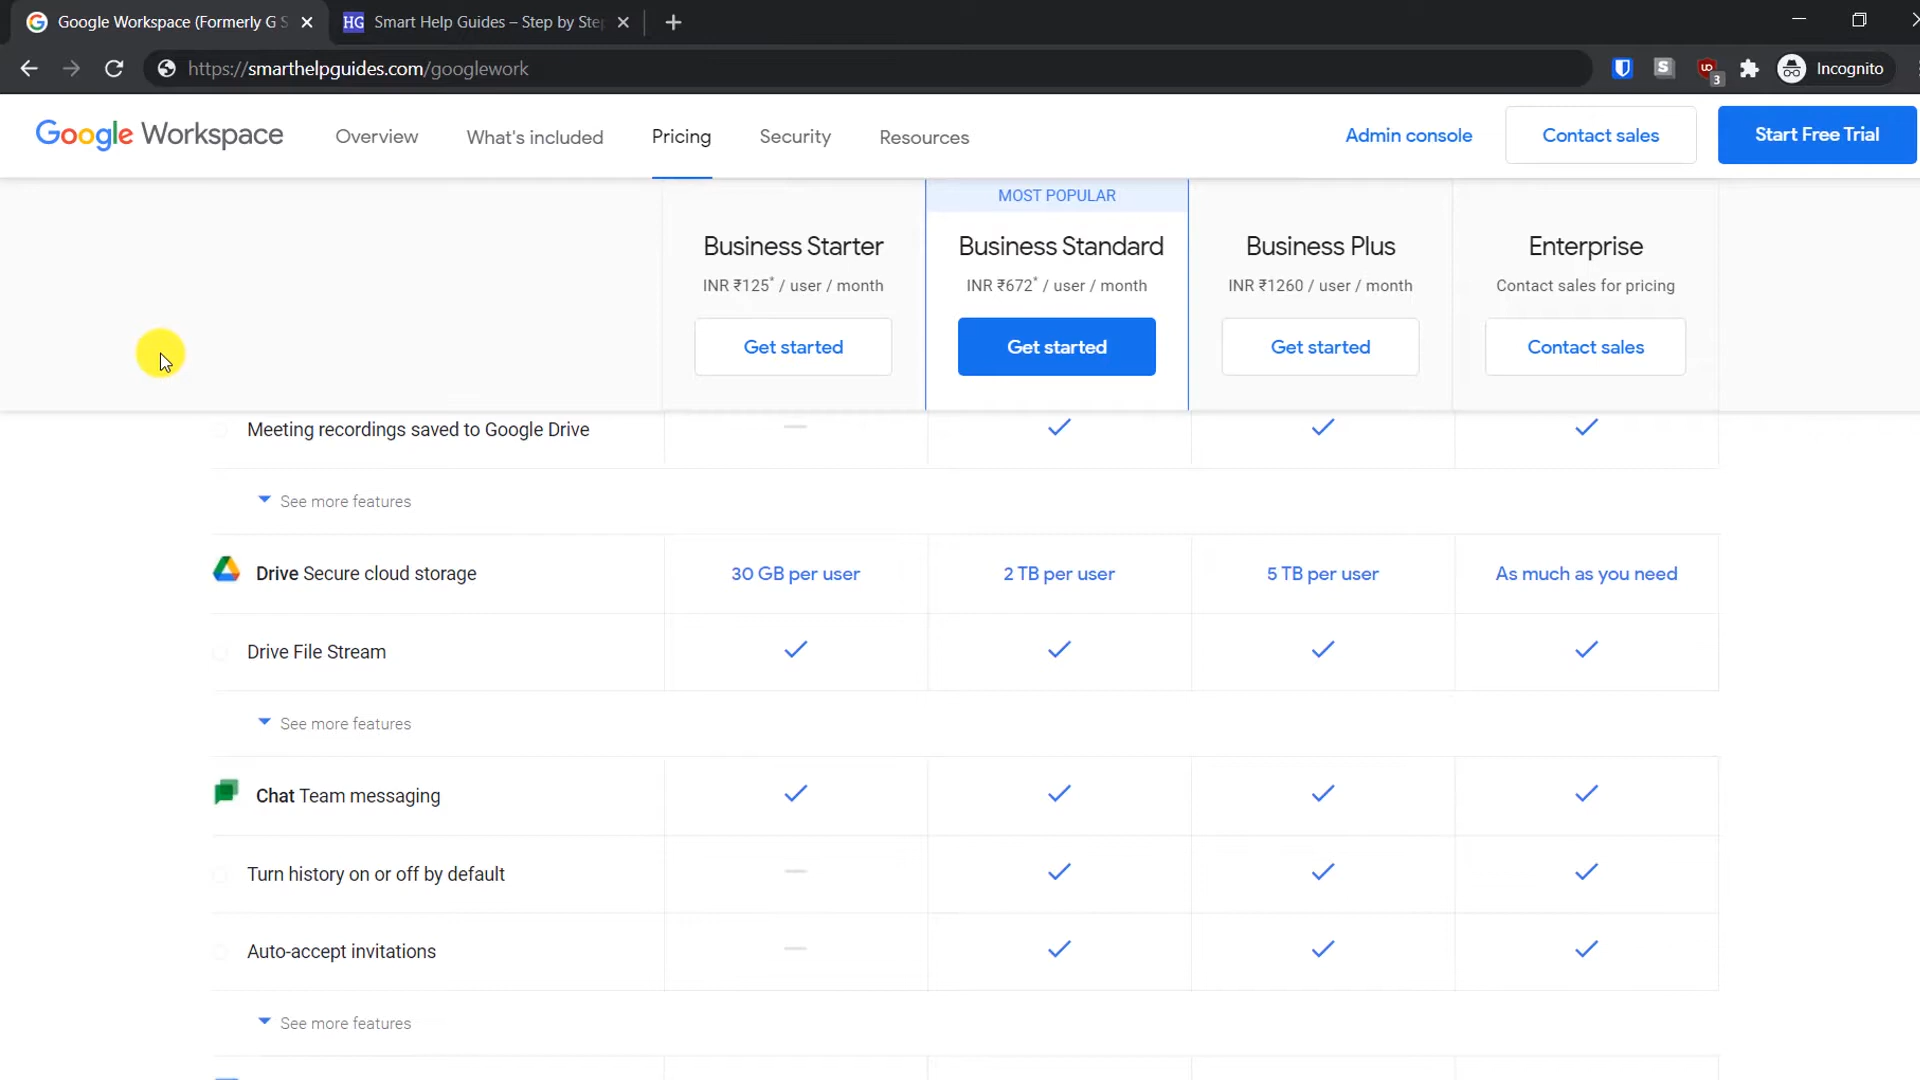 Google Workspace (Formerly G S
HG Smart Help Guides – Step by Ste
https://smarthelpguides.com/googlework
S
UO
3
Incognito
Google Workspace
Overview
What's included
Pricing
Security
Resources
Admin console
Contact sales
Start Free Trial
MOST POPULAR
Business Starter
Business Standard
Business Plus
Enterprise
INR ₹125* / user / month
INR ₹672* / user / month
INR ₹1260 / user / month
Contact sales for pricing
Get started
Get started
Get started
Contact sales
Meeting recordings saved to Google Drive
See more features
Drive Secure cloud storage
30 GB per user
2 TB per user
5 TB per user
As much as you need
Drive File Stream
See more features
Chat Team messaging
Turn history on or off by default
Auto-accept invitations
See more features